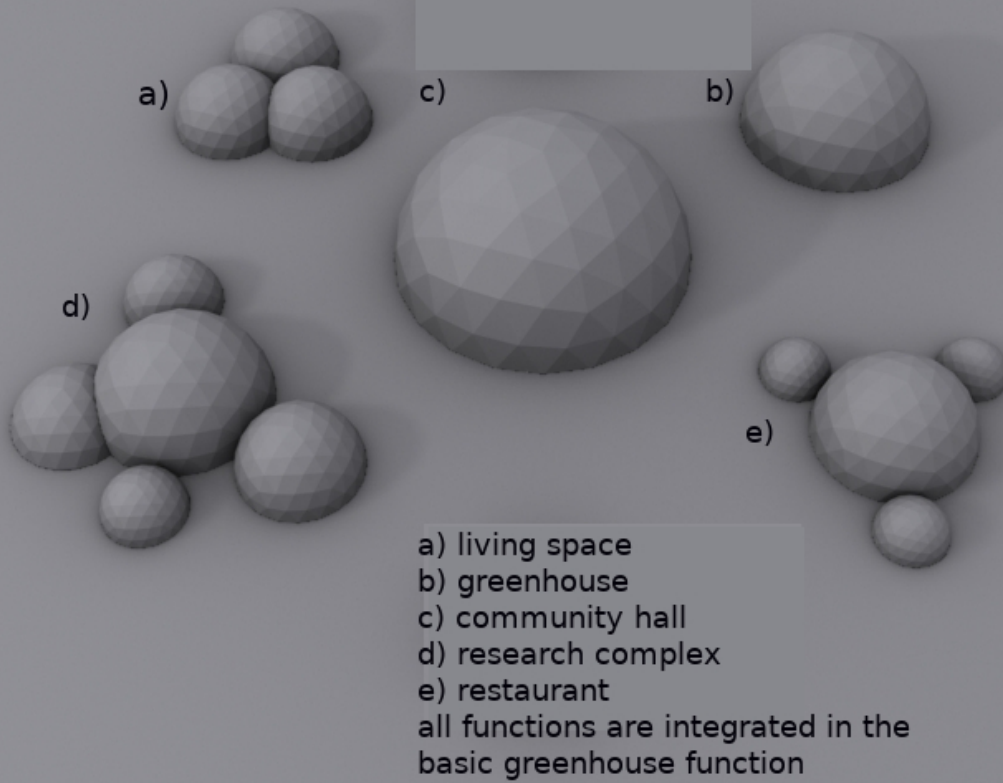 a)
c)
b)
d)
e)
a) living space
b) greenhouse
c) community hall
d) research complex
e) restaurant
all functions are integrated in the
basic greenhouse function